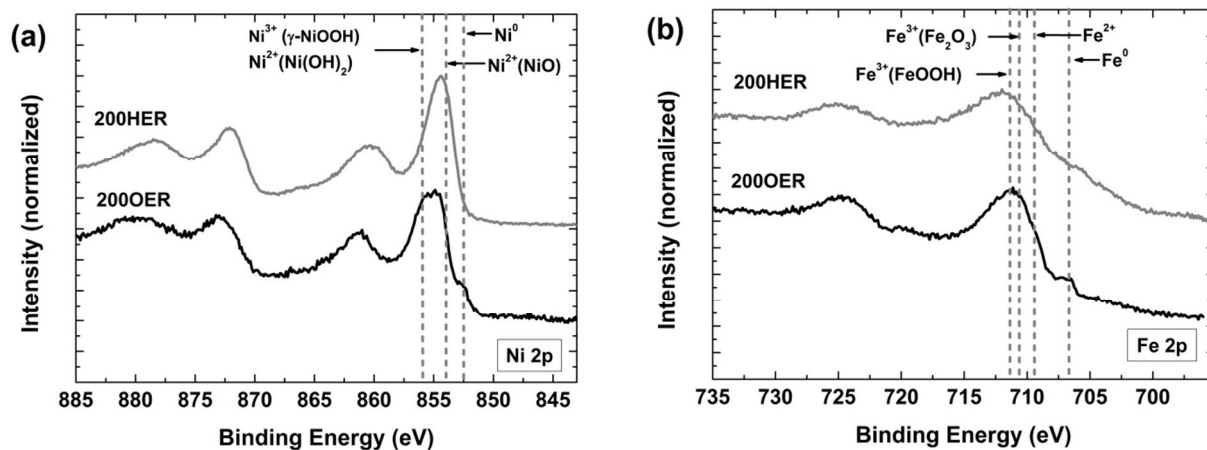 (a)
Ni³⁺ (γ-NiOOH)
Ni²⁺(Ni(OH)₂)
Ni⁰
Ni²⁺(NiO)
200HER
200OER
Ni 2p
Intensity (normalized)
885 880 875 870 865 860 855 850 845
Binding Energy (eV)
(b)
Fe³⁺(Fe₂O₃)
Fe²⁺
Fe³⁺(FeOOH)
Fe⁰
200HER
200OER
Fe 2p
Intensity (normalized)
735 730 725 720 715 710 705 700
Binding Energy (eV)